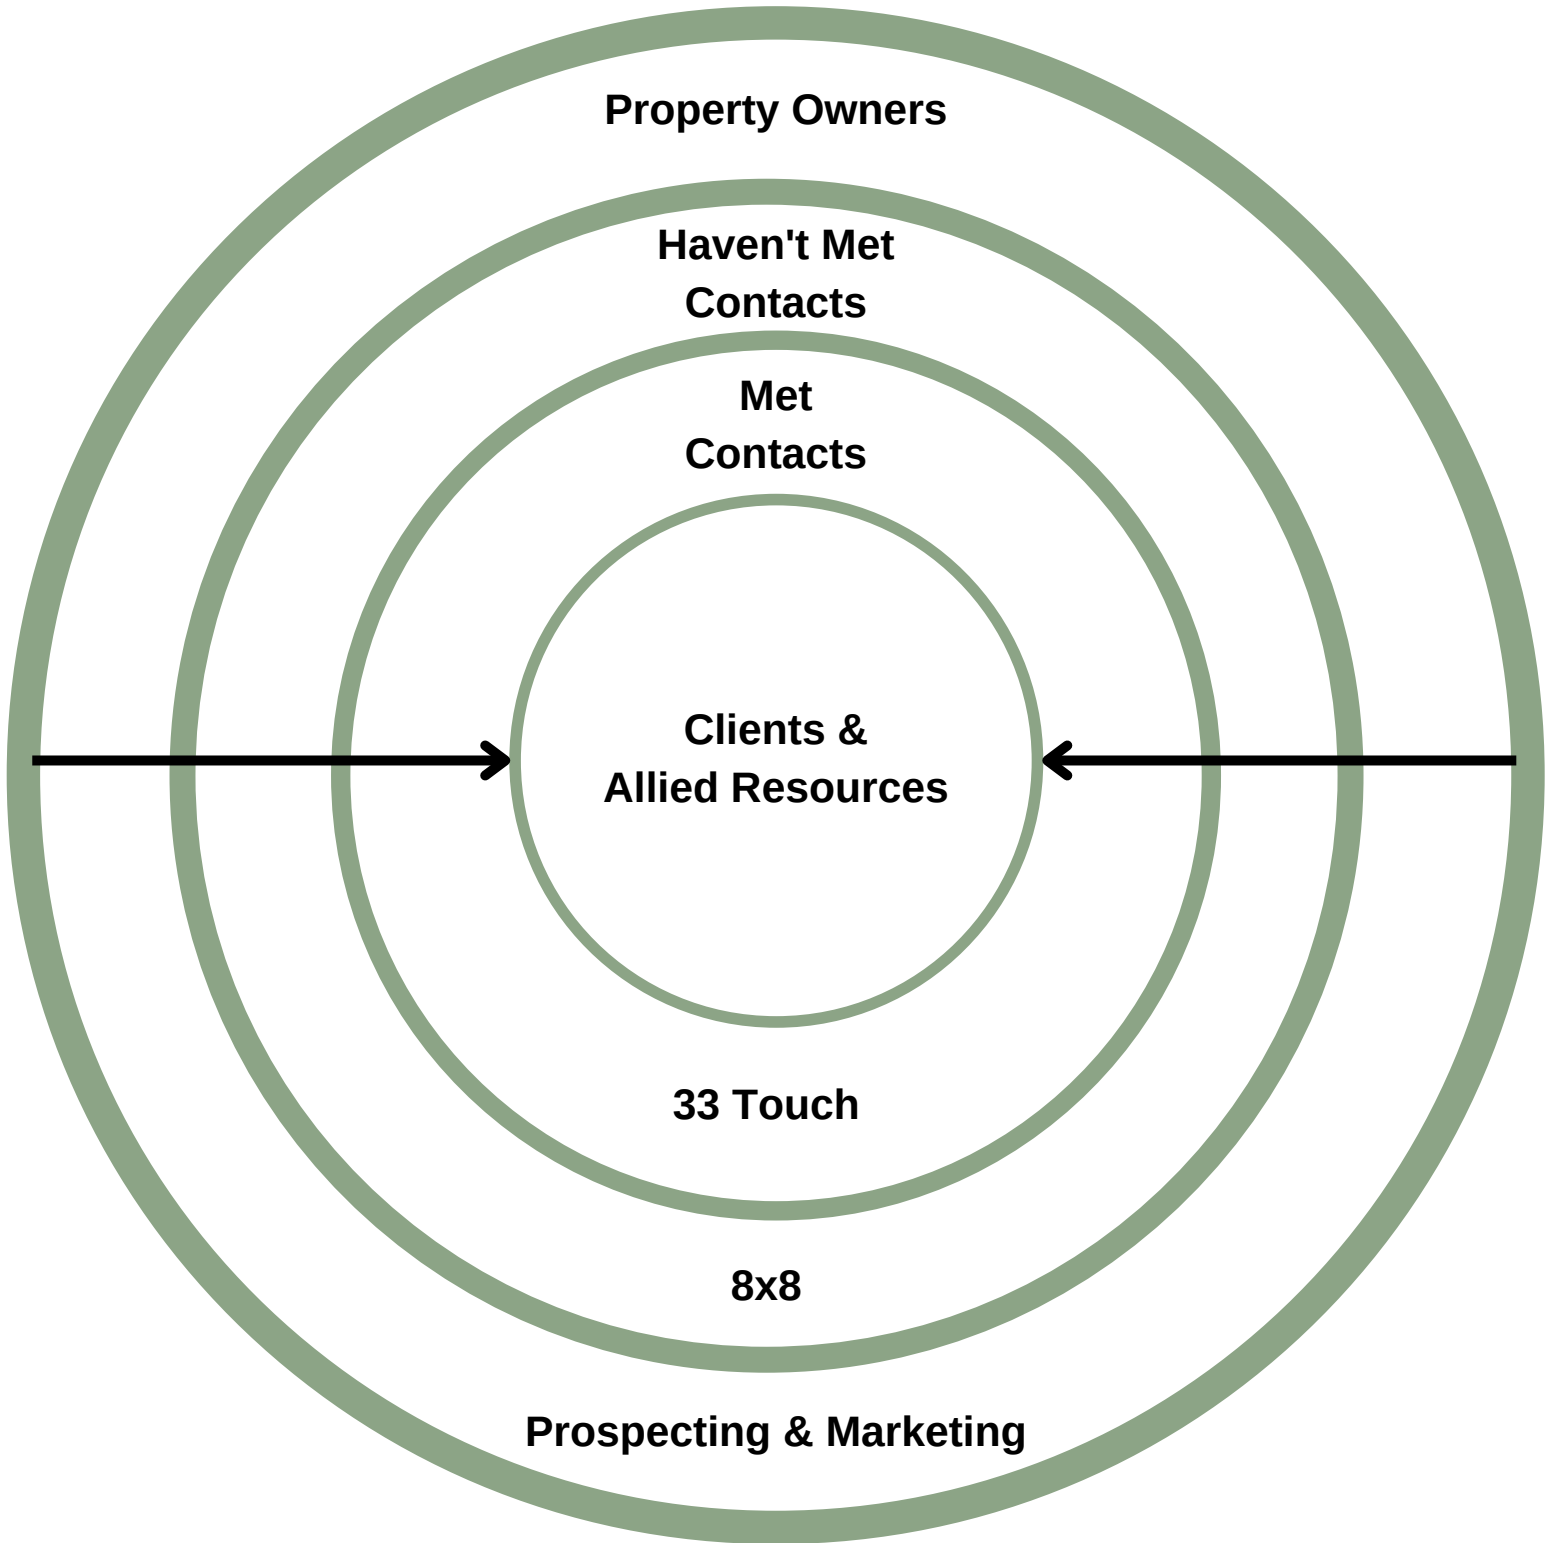 Property Owners
Haven't Met
Contacts
Met
Contacts
Clients &
Allied Resources
33 Touch
8x8
Prospecting & Marketing